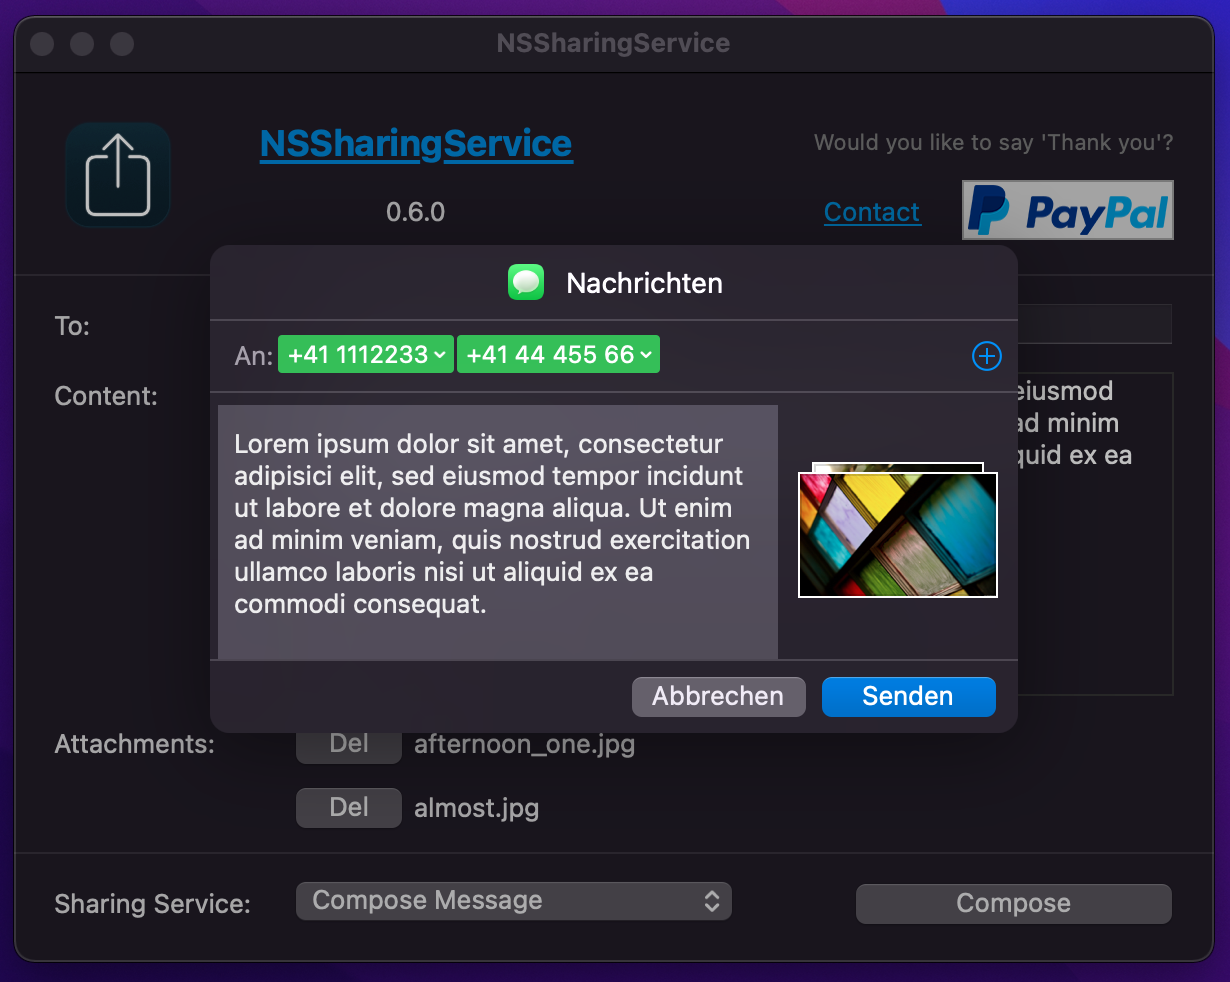 NSSharingService
NSSharingService
Would you like to say 'Thank you'?
0.6.0
Contact
PayPal
Nachrichten
To:
An: +41 1112233 +41 44 455 66
Content:
eiusmod
ad minim
quid ex ea
Lorem ipsum dolor sit amet, consectetur
adipisici elit, sed eiusmod tempor incidunt
ut labore et dolore magna aliqua. Ut enim
ad minim veniam, quis nostrud exercitation
ullamco laboris nisi ut aliquid ex ea
commodi consequat.
Abbrechen
Senden
Attachments:
Del afternoon_one.jpg
Del almost.jpg
Sharing Service:
Compose Message
Compose